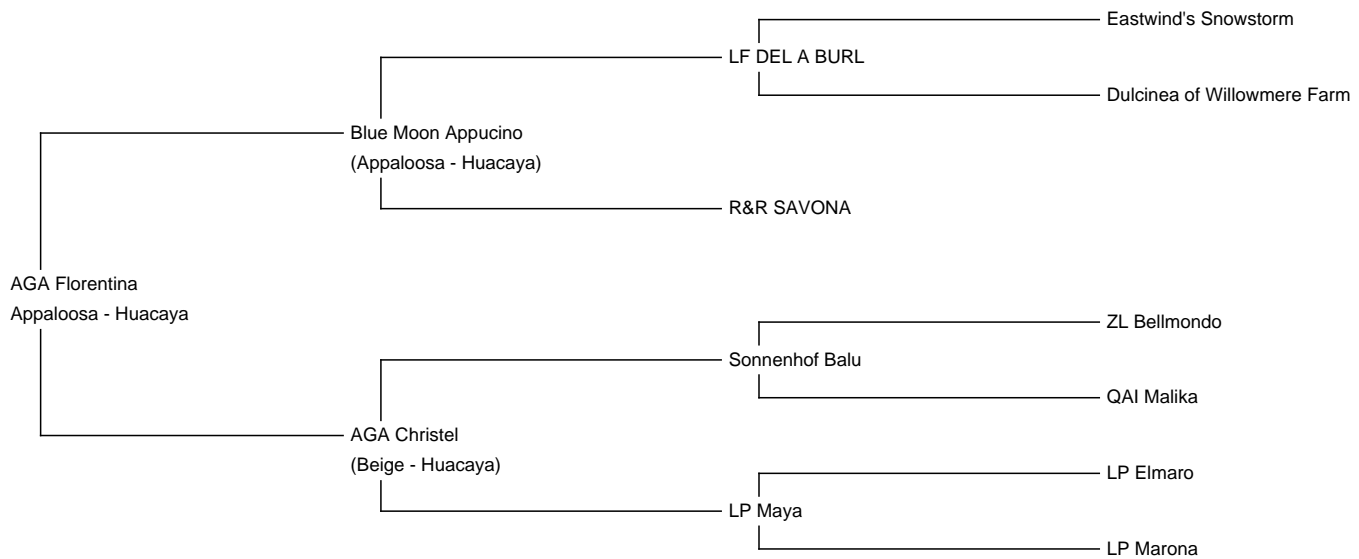 Eastwind's Snowstorm
LF DEL A BURL
Dulcinea of Willowmere Farm
Blue Moon Appucino
(Appaloosa - Huacaya)
R&R SAVONA
AGA Florentina
Appaloosa - Huacaya
ZL Bellmondo
Sonnenhof Balu
QAI Malika
AGA Christel
(Beige - Huacaya)
LP Elmaro
LP Maya
LP Marona